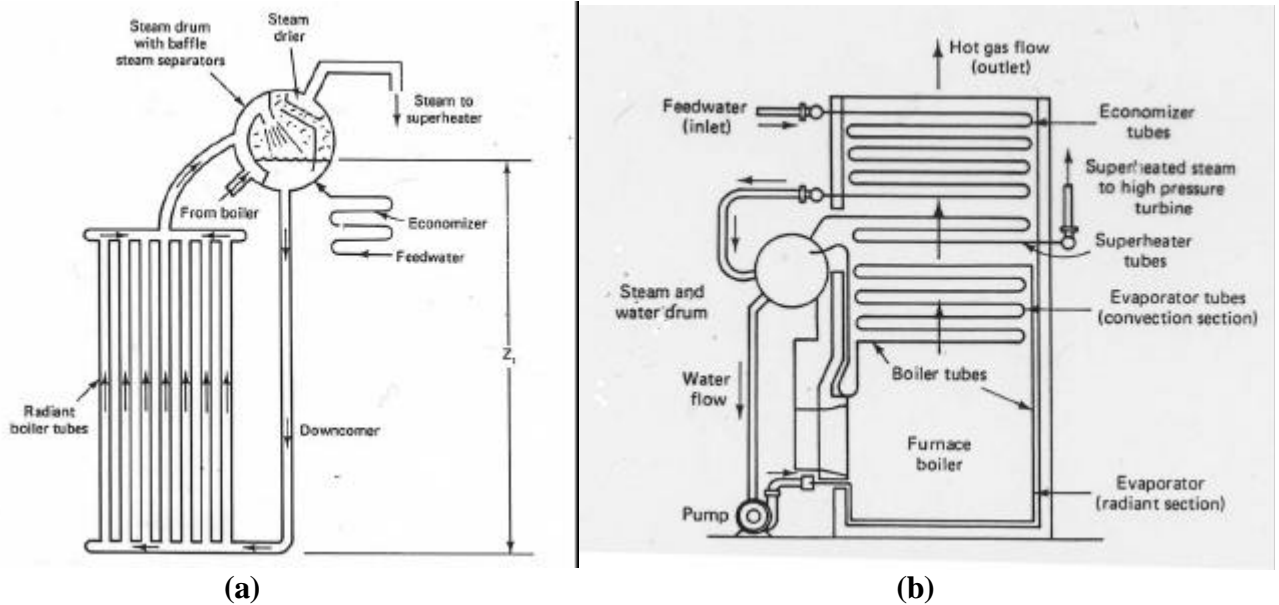 Steam drum
with baffle
steam separators
Steam
drier
Steam to
superheater
From boiler
Economizer
Feedwater
Z₁
Radiant
boiler tubes
Downcomer
(a)
Hot gas flow
(outlet)
Feedwater
(inlet)
Economizer
tubes
Superheated steam
to high pressure
turbine
Superheater
tubes
Steam and
water drum
Evaporator tubes
(convection section)
Boiler tubes
Water
flow
Furnace
boiler
Evaporator
(radiant section)
Pump
(b)